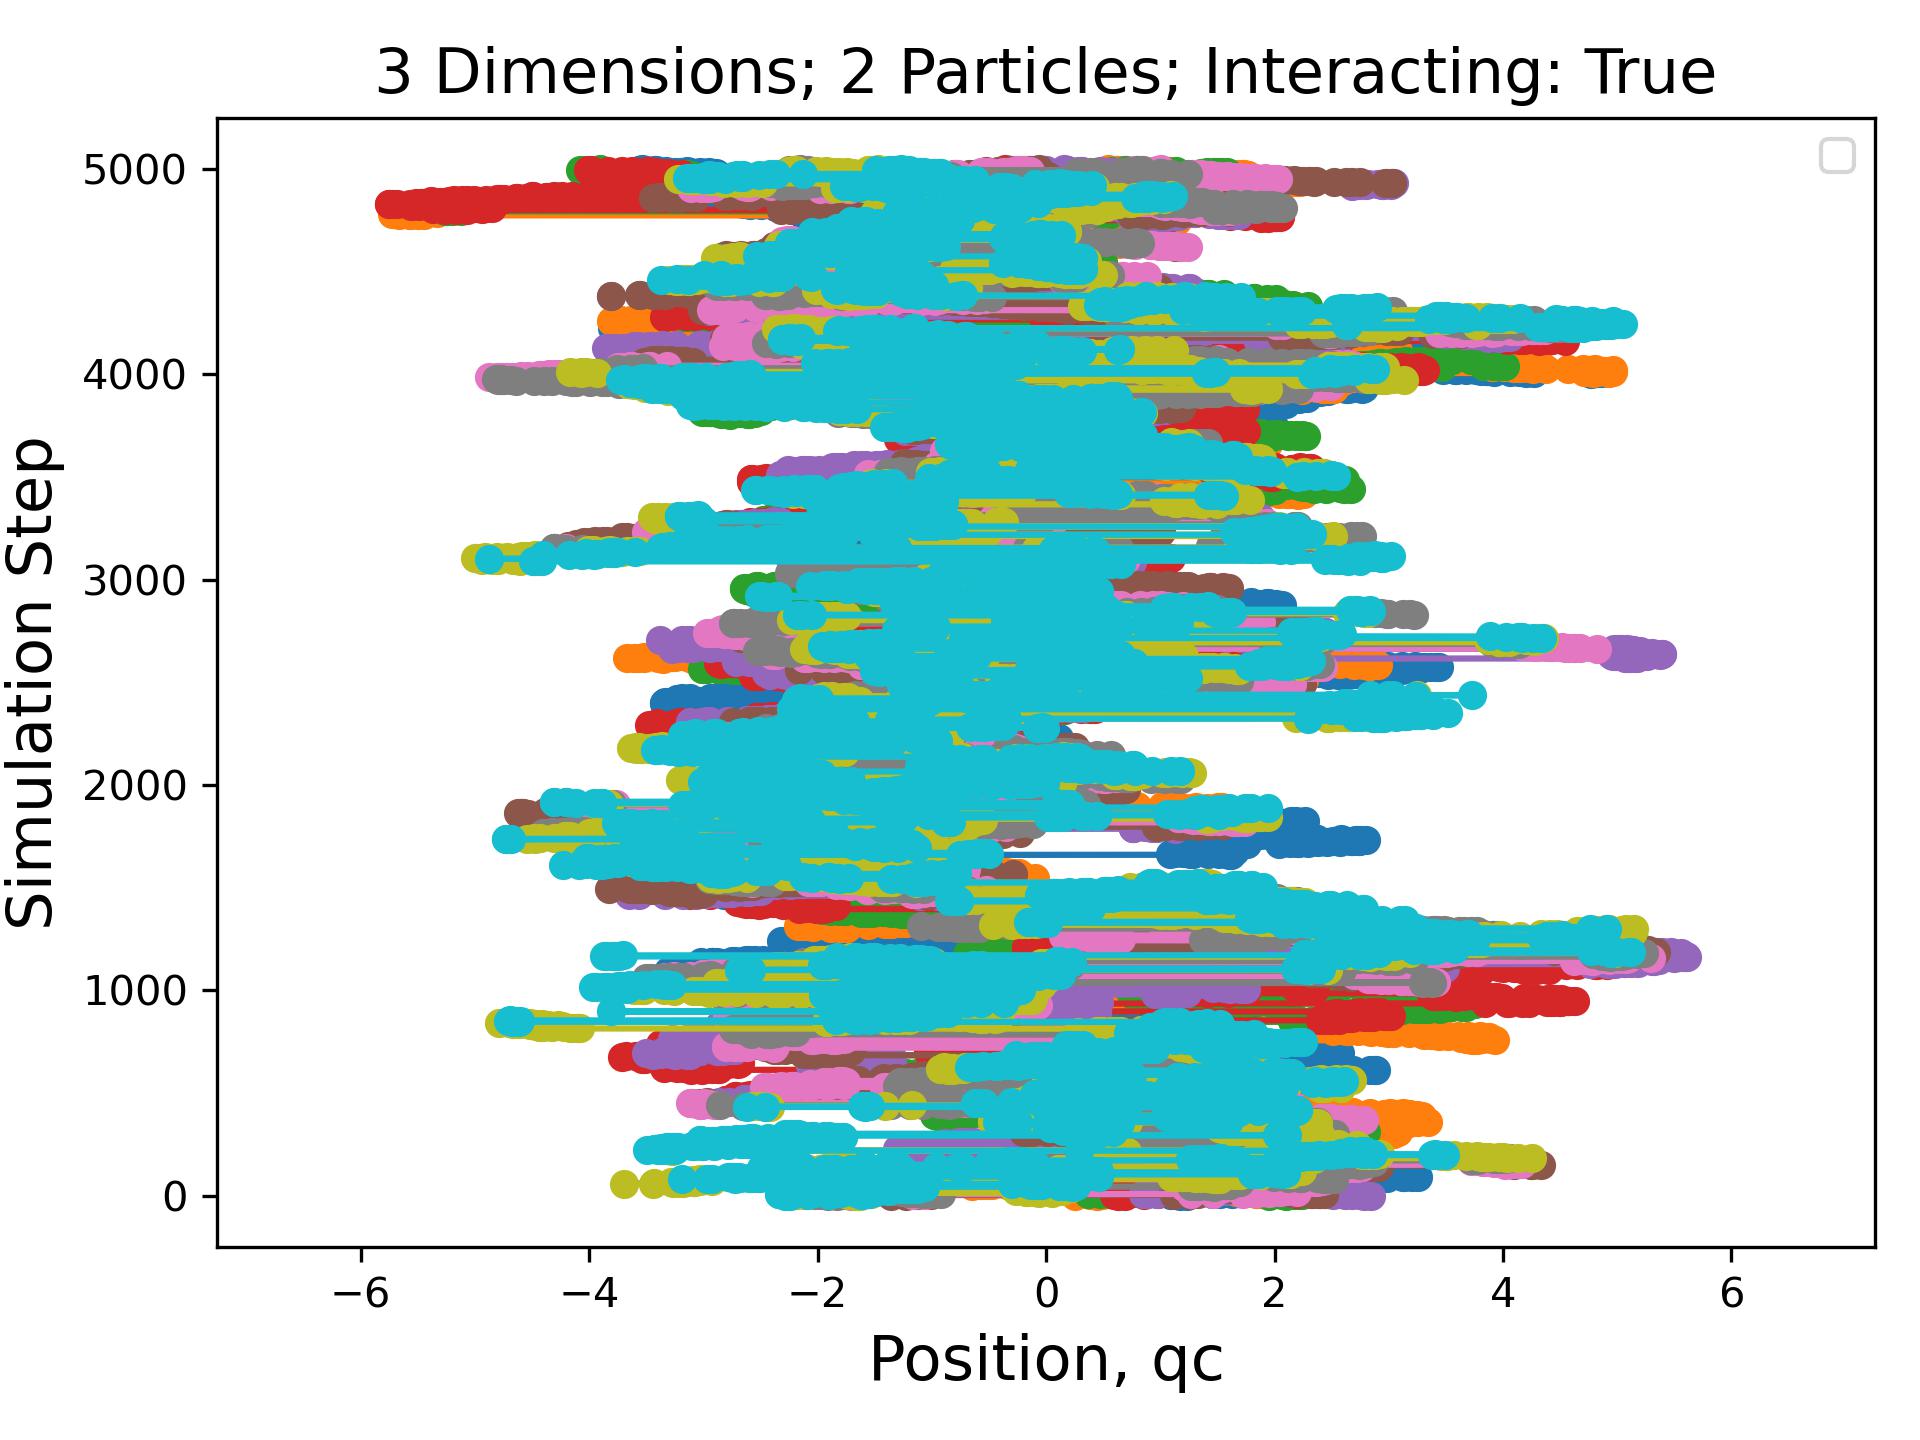 3 Dimensions; 2 Particles; Interacting: True
Simulation Step
5000
4000
3000
2000
1000
0
−6 −4 −2 0 2 4 6
Position, qc